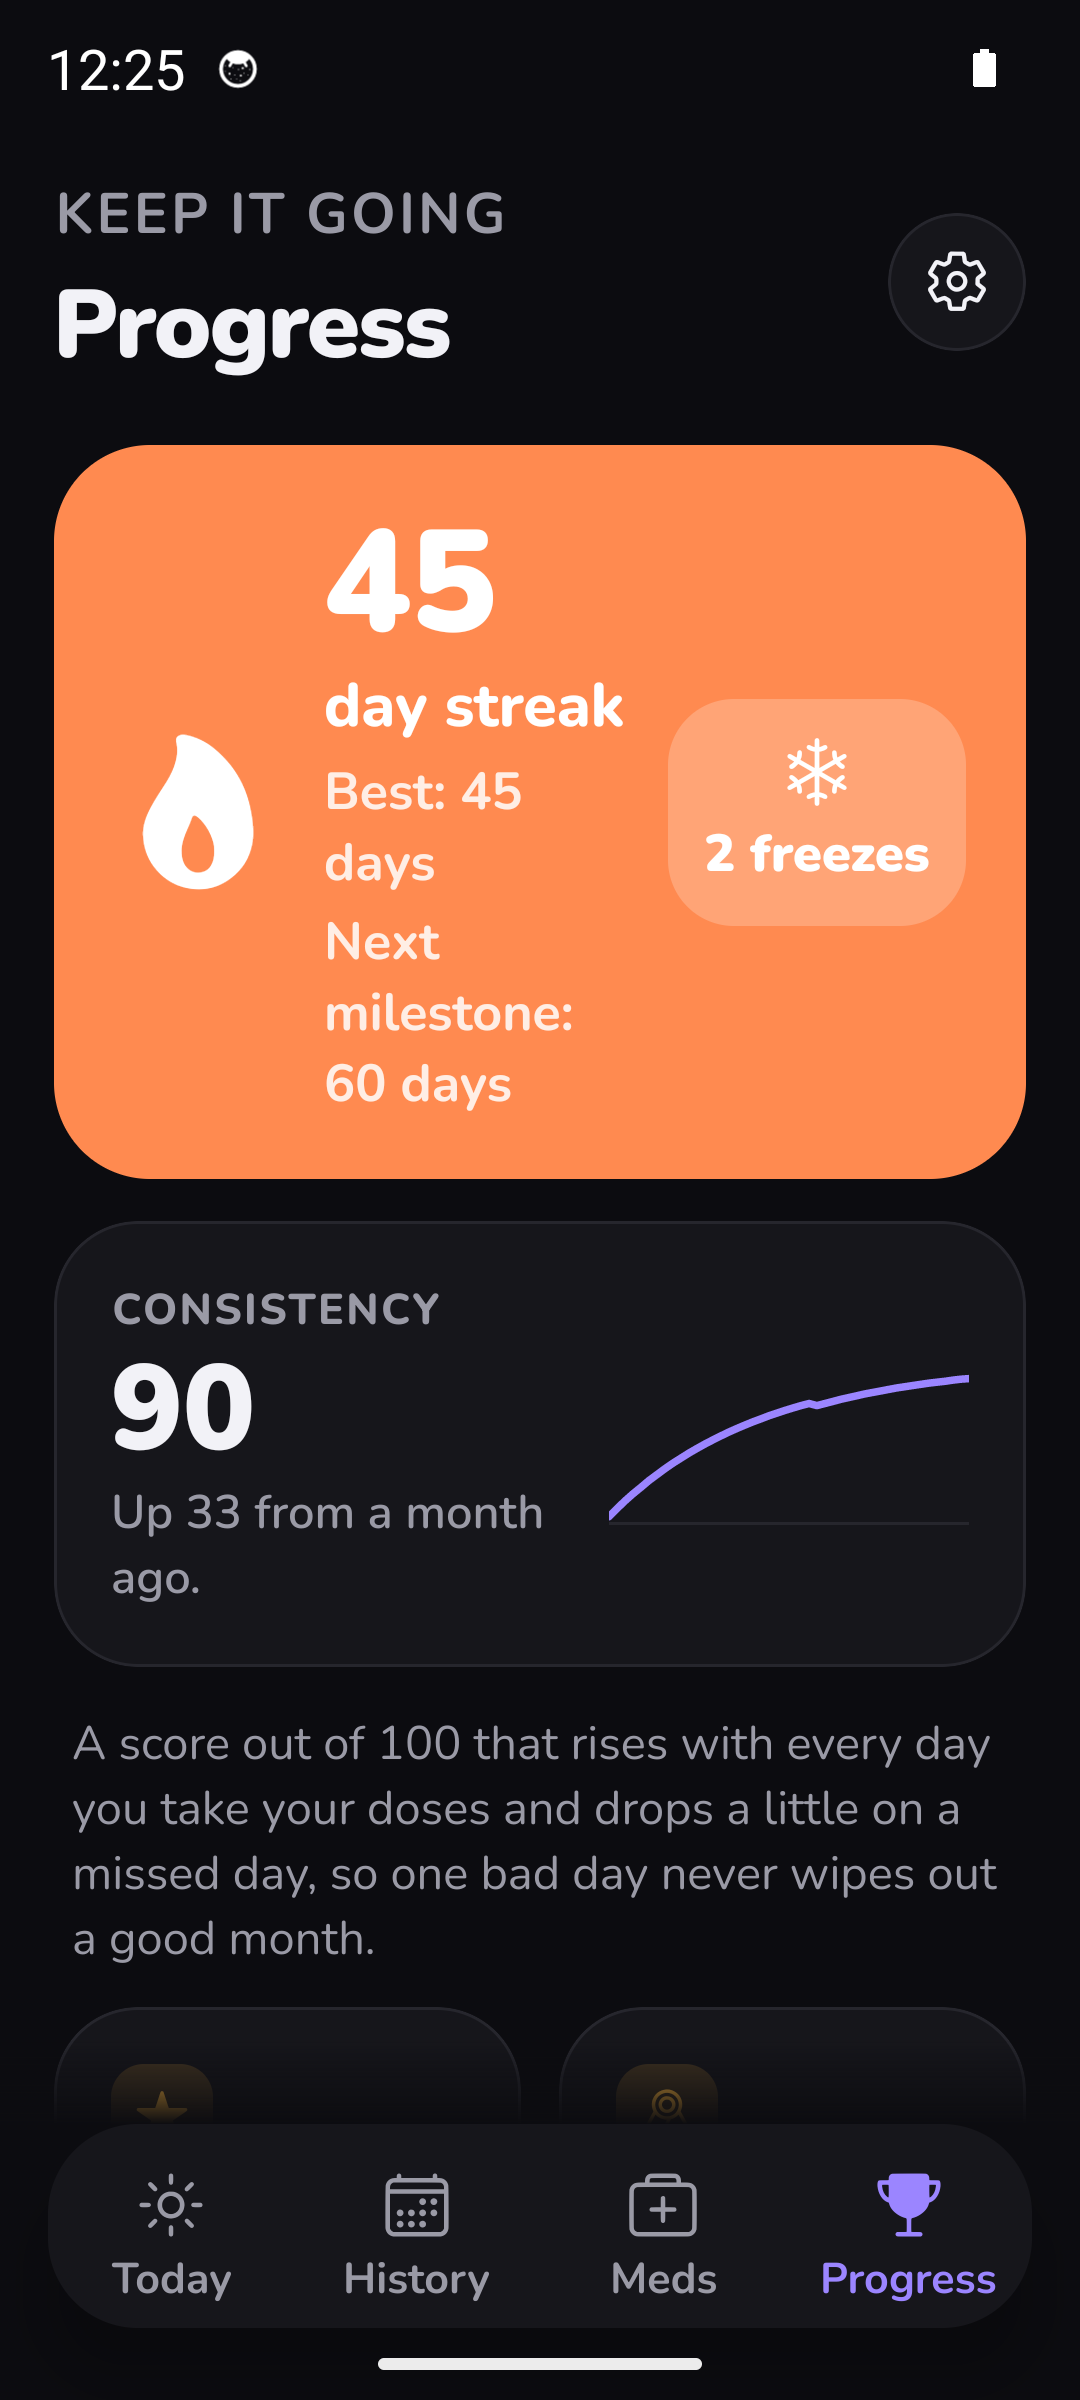 12:25
KEEP IT GOING
Progress
45
day streak
Best: 45
days
Next
milestone:
60 days
2 freezes
CONSISTENCY
90
Up 33 from a month
ago.
A score out of 100 that rises with every day
you take your doses and drops a little on a
missed day, so one bad day never wipes out
a good month.
Today
History
Meds
Progress